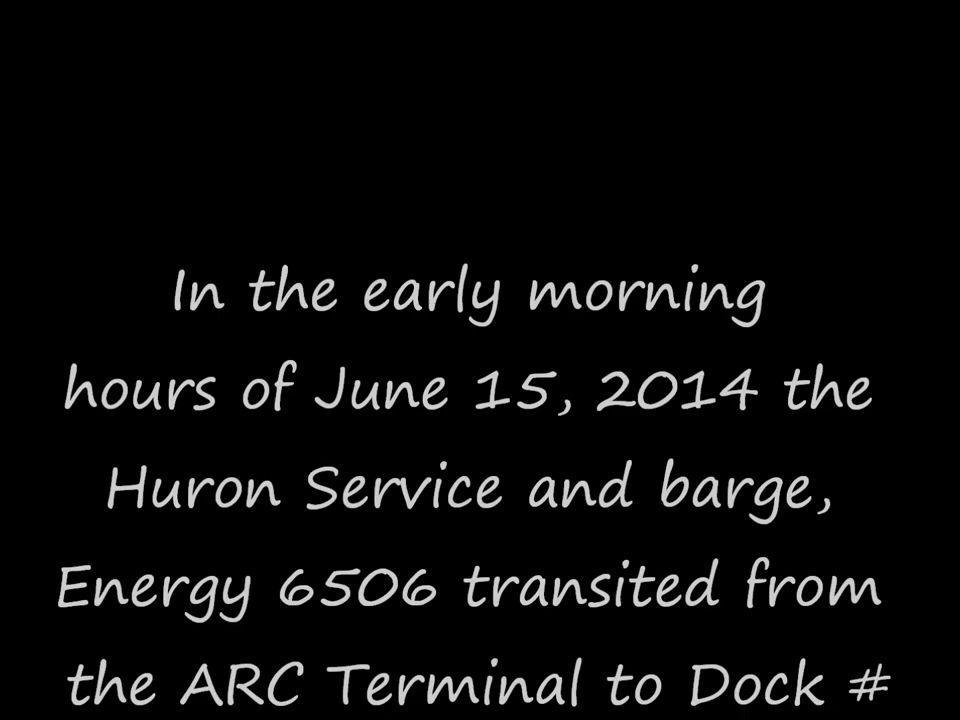 In the early morning
hours of June 15, 2014 the
Huron Service and barge,
Energy 6506 transited from
the ARC Terminal to Dock #